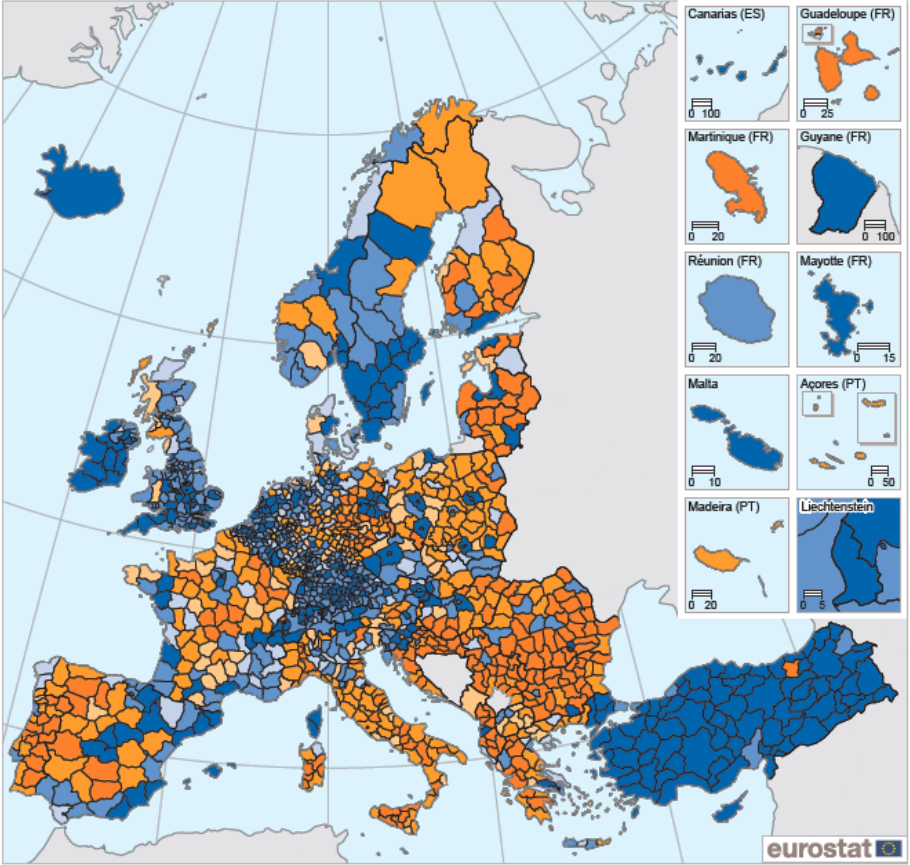 Canarias (ES)
0 100
Guadeloupe (FR)
0 25
Martinique (FR)
0 20
Guyane (FR)
0 100
Réunion (FR)
0 20
Mayotte (FR)
0 15
Malta
0 10
Açores (PT)
0 50
Madeira (PT)
0 20
Liechtenstein
0 5
eurostat